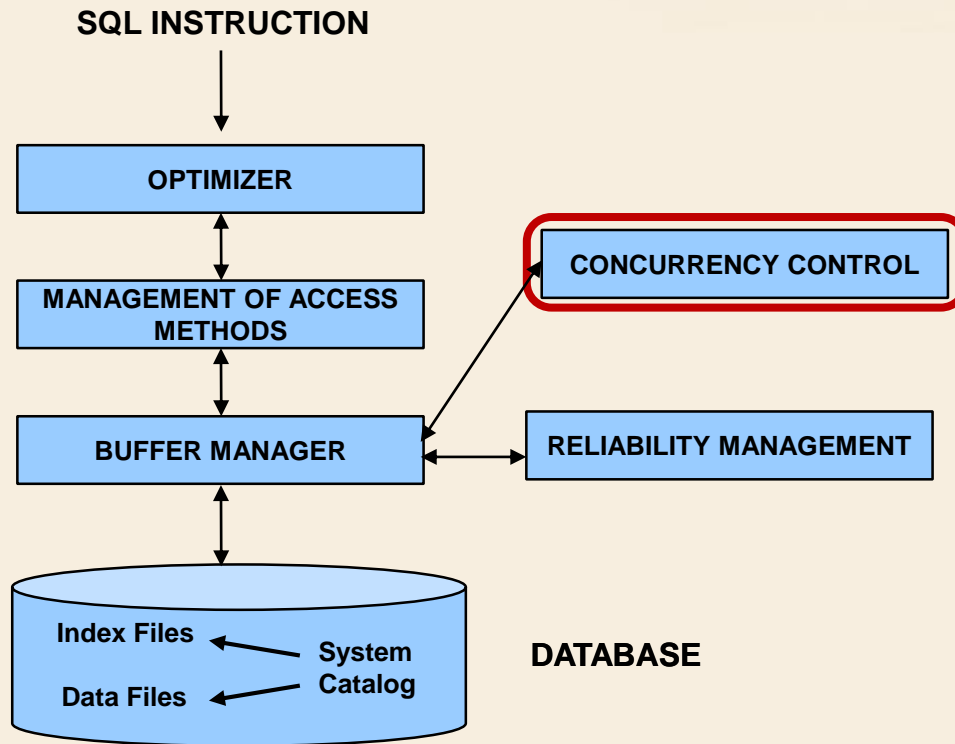 SQL INSTRUCTION
OPTIMIZER
CONCURRENCY CONTROL
MANAGEMENT OF ACCESS
METHODS
BUFFER MANAGER
RELIABILITY MANAGEMENT
Index Files
System
Catalog
Data Files
DATABASE